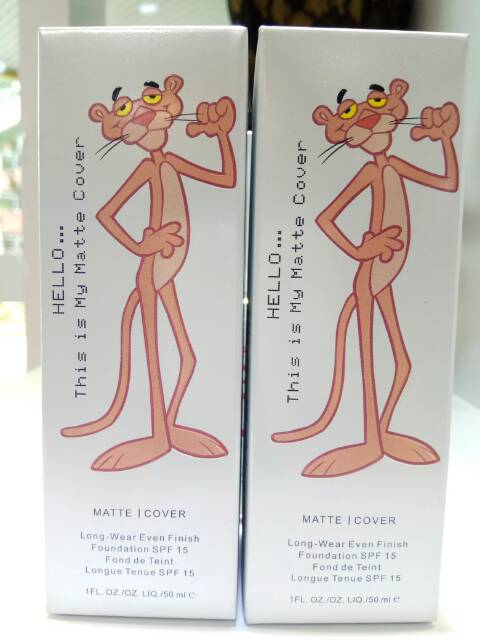 HELLO...
This is My Matte Cover
MATTE | COVER
Long-Wear Even Finish
Foundation SPF 15
Fond de Teint
Longue Tenue SPF 15
1FL. OZ./OZ. LIQ./50 ml e
HELLO...
This is My Matte Cover
MATTE | COVER
Long-Wear Even Finish
Foundation SPF 15
Fond de Teint
Longue Tenue SPF 15
1FL. OZ./OZ. LIQ./50 ml e